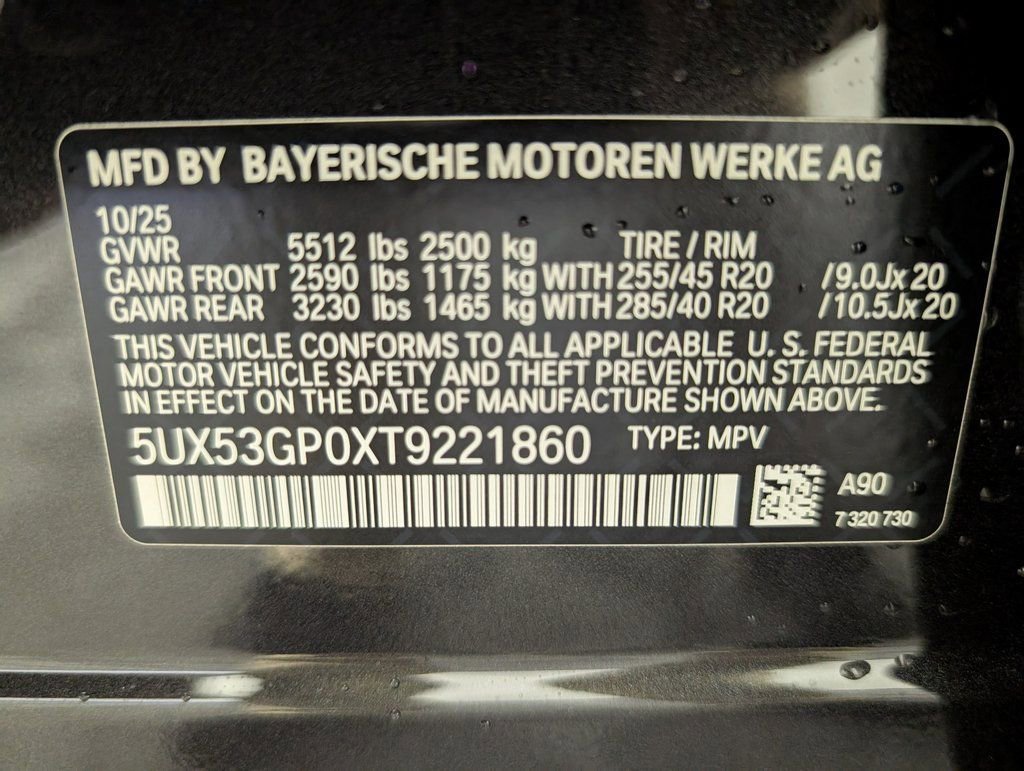 MFD BY BAYERISCHE MOTOREN WERKE AG
10/25
GVWR 5512 lbs 2500 kg TIRE / RIM
GAWR FRONT 2590 lbs 1175 kg WITH 255/45 R20 /9.0Jx20
GAWR REAR 3230 lbs 1465 kg WITH 285/40 R20 /10.5Jx20
THIS VEHICLE CONFORMS TO ALL APPLICABLE U. S. FEDERAL
MOTOR VEHICLE SAFETY AND THEFT PREVENTION STANDARDS
IN EFFECT ON THE DATE OF MANUFACTURE SHOWN ABOVE.
5UX53GP0XT9221860 TYPE: MPV
A90
7 320 730